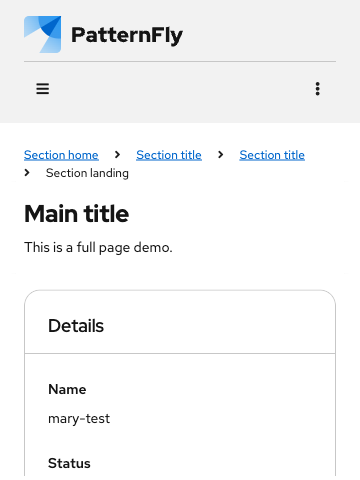 PatternFly
Section home Section title Section title
Section landing
Main title
This is a full page demo.
Details
Name
mary-test
Status